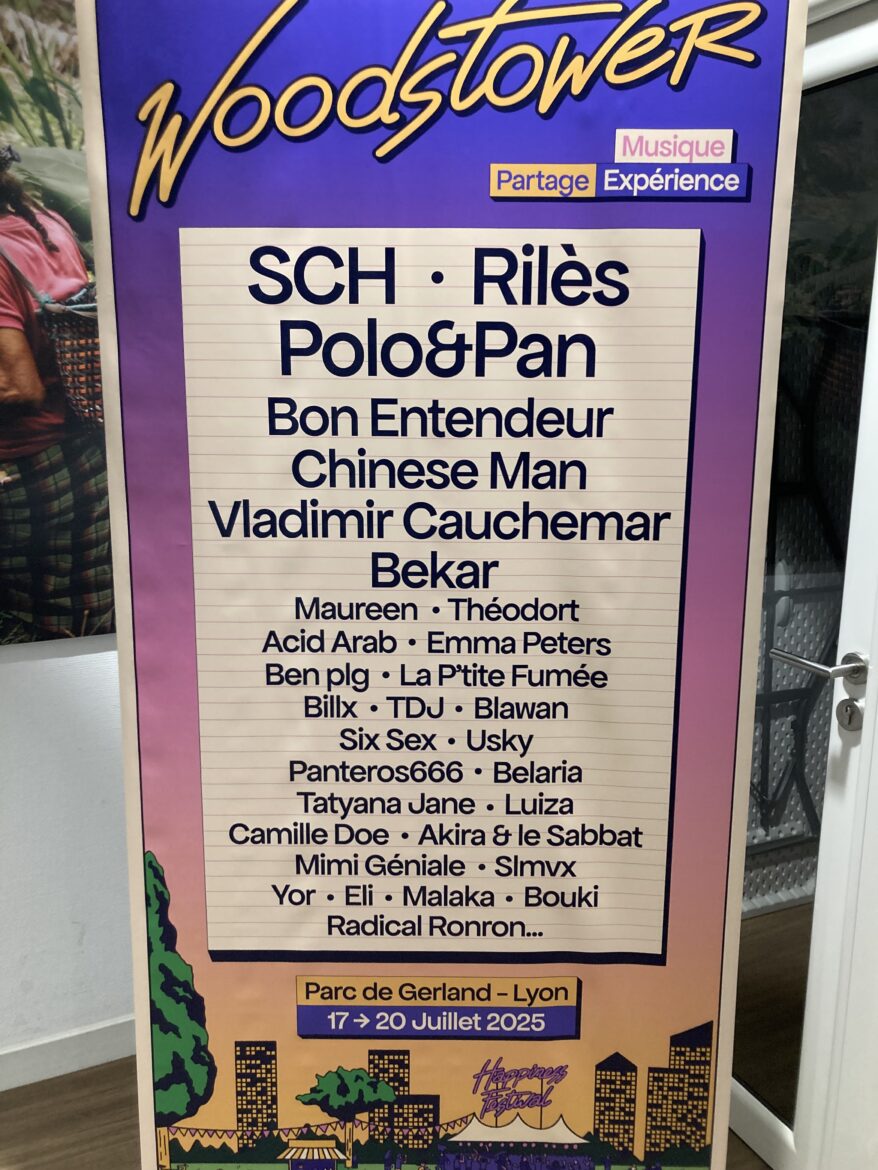 Woodstower
Musique
Partage Expérience
SCH • Rilès
Polo&Pan
Bon Entendeur
Chinese Man
Vladimir Cauchemar
Bekar
Maureen • Théodort
Acid Arab • Emma Peters
Ben plg • La P'tite Fumée
Billx • TDJ • Blawan
Six Sex • Usky
Panteros666 • Belaria
Tatyana Jane • Luiza
Camille Doe • Akira & le Sabbat
Mimi Géniale • Slmvx
Yor • Eli • Malaka • Bouki
Radical Ronron...
Parc de Gerland – Lyon
17 → 20 Juillet 2025
Happiness
Festival